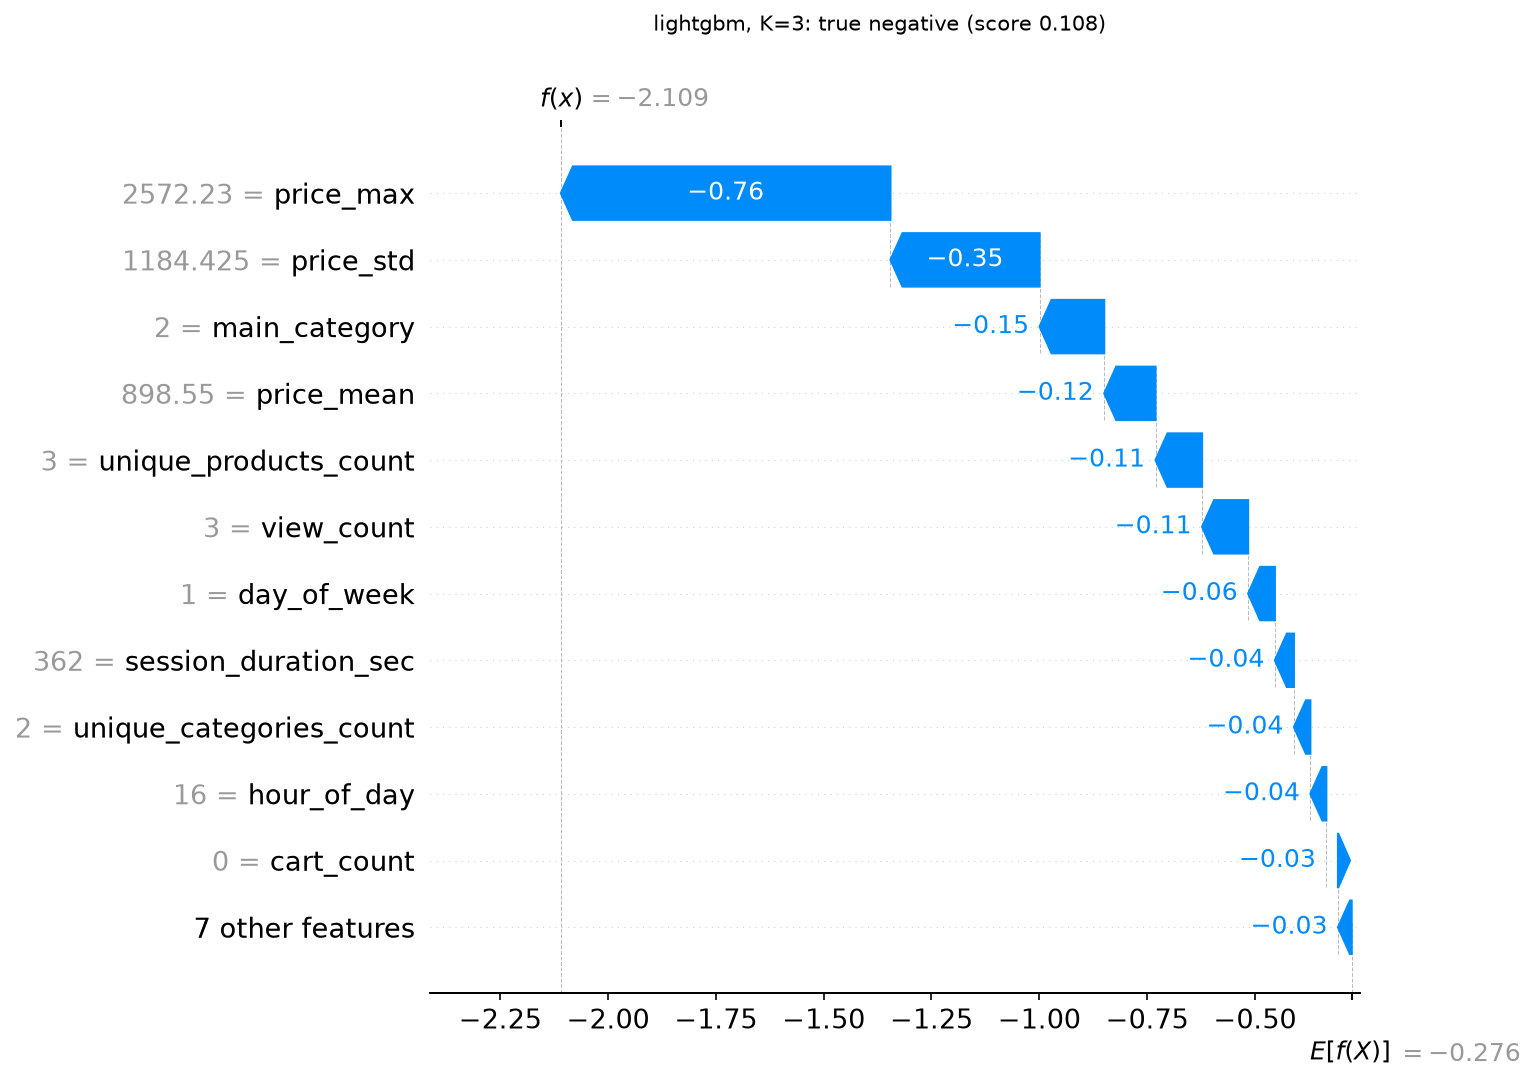 lightgbm, K=3: true negative (score 0.108)
f(x) = −2.109
2572.23 = price_max −0.76
1184.425 = price_std −0.35
2 = main_category −0.15
898.55 = price_mean −0.12
3 = unique_products_count −0.11
3 = view_count −0.11
1 = day_of_week −0.06
362 = session_duration_sec −0.04
2 = unique_categories_count −0.04
16 = hour_of_day −0.04
0 = cart_count −0.03
7 other features −0.03
−2.25 −2.00 −1.75 −1.50 −1.25 −1.00 −0.75 −0.50
E[f(X)] = −0.276